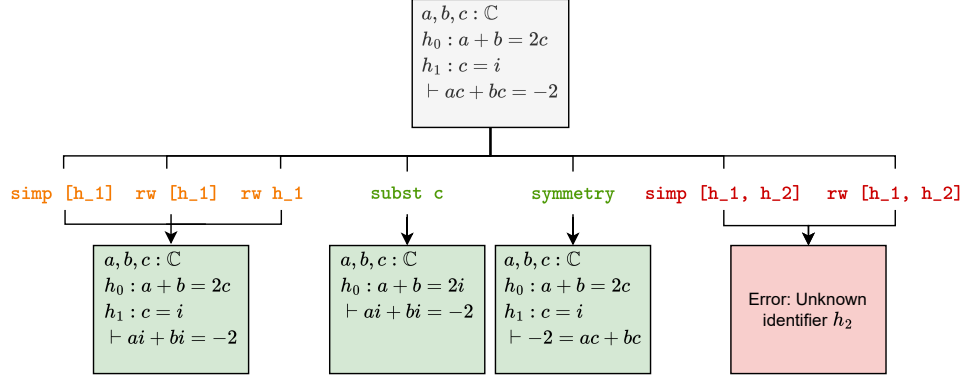 a, b, c : ℂ
h₀ : a + b = 2c
h₁ : c = i
⊢ ac + bc = −2
simp [h_1] rw [h_1] rw h_1 subst c symmetry simp [h_1, h_2] rw [h_1, h_2]
a, b, c : ℂ
h₀ : a + b = 2c
h₁ : c = i
⊢ ai + bi = −2
a, b, c : ℂ
h₀ : a + b = 2i
⊢ ai + bi = −2
a, b, c : ℂ
h₀ : a + b = 2c
h₁ : c = i
⊢ −2 = ac + bc
Error: Unknown
identifier h₂